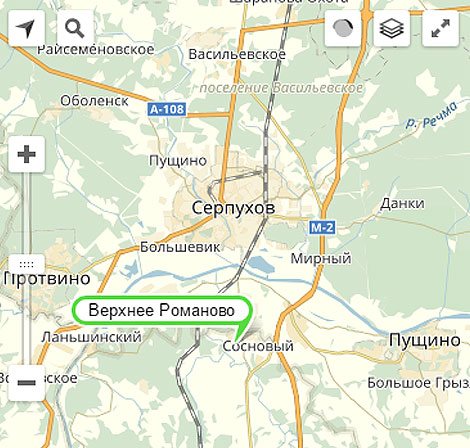 Шарапова Охота
Райсеменовское
Васильевское
поселение Васильевское
Оболенск
А-108
р. Речма
Пущино
Серпухов
Данки
М-2
Большевик
Мирный
Протвино
Верхнее Романово
Ланьшинский
Сосновый
Пущино
Большое Грыз